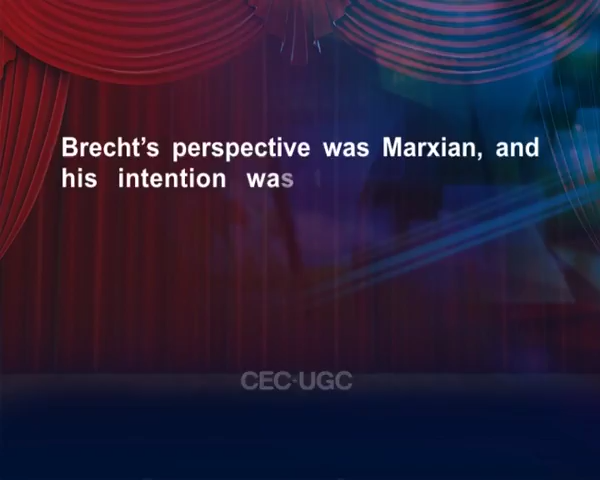 Brecht's perspective was Marxian, and
his intention was
CEC-UGC